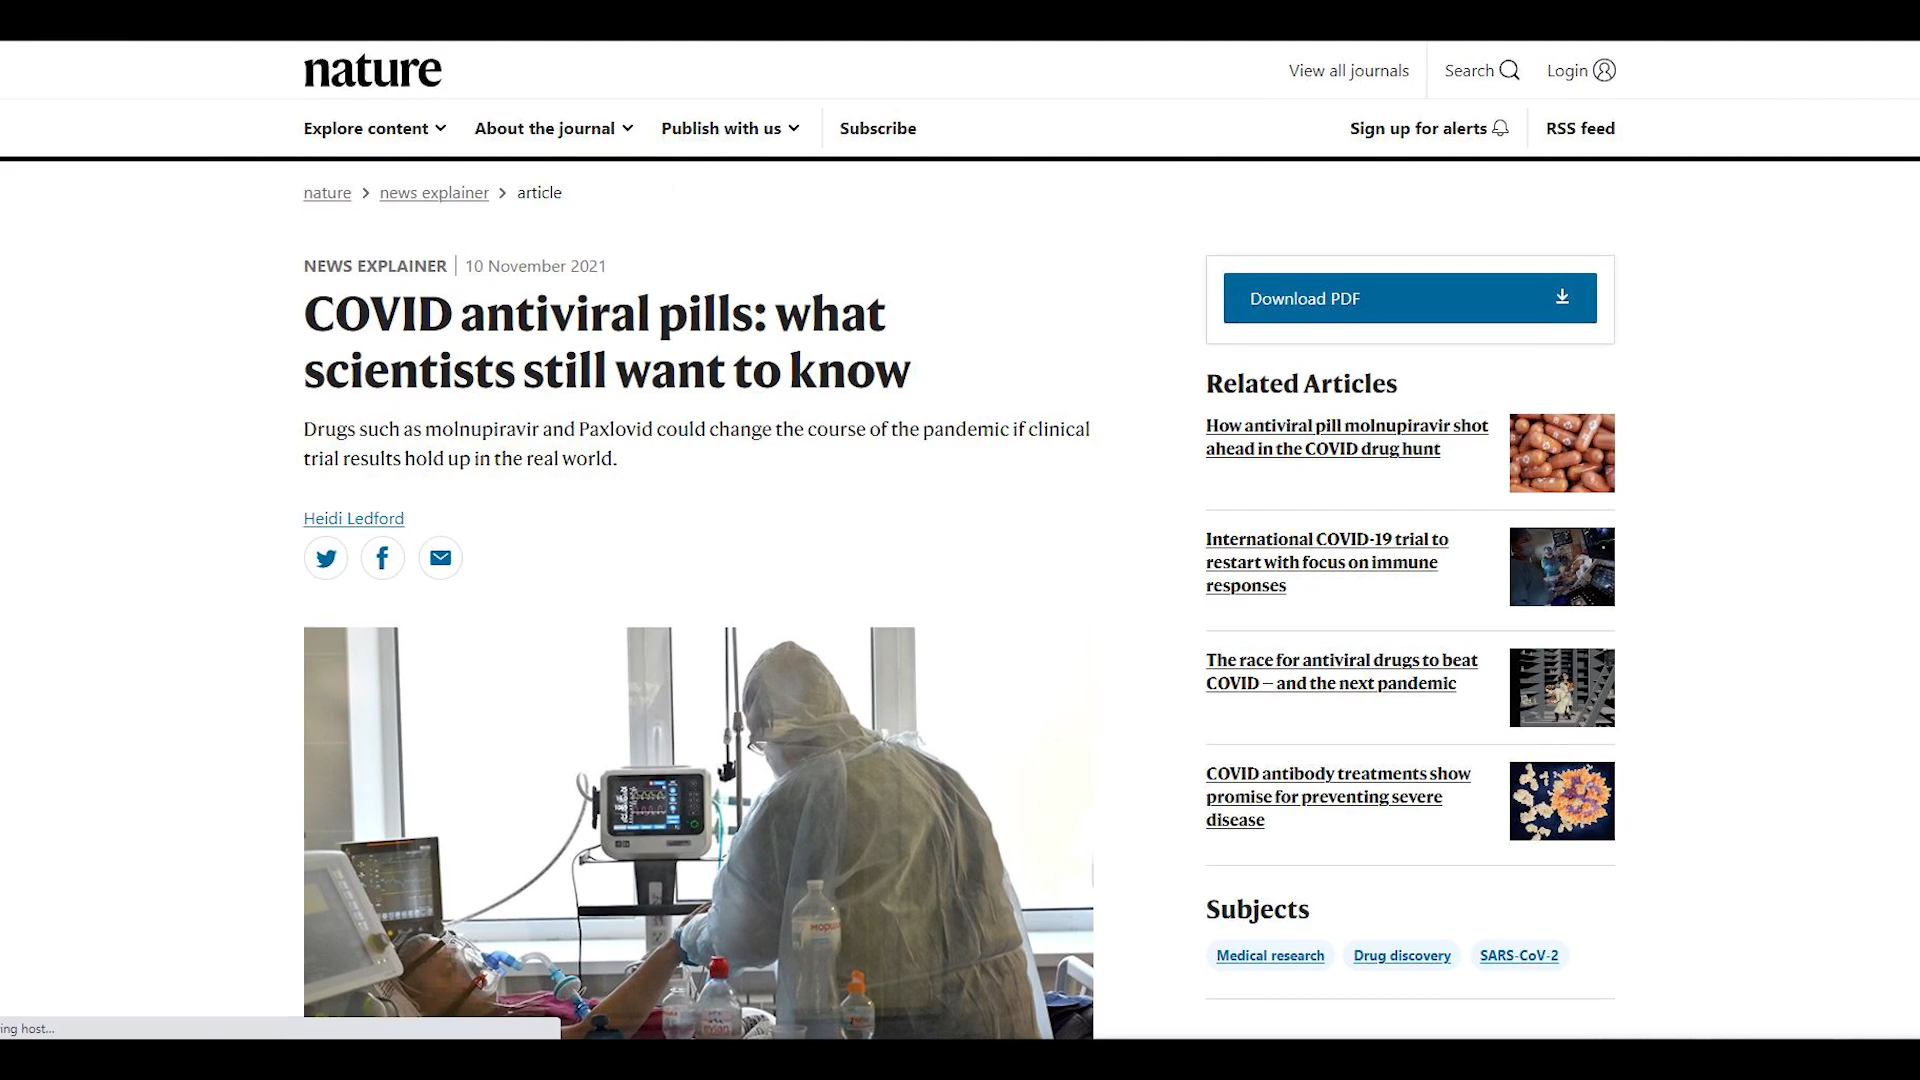 nature
View all journals
Search
Login
Explore content
About the journal
Publish with us
Subscribe
Sign up for alerts
RSS feed
nature > news explainer > article
NEWS EXPLAINER | 10 November 2021
COVID antiviral pills: what
scientists still want to know
Drugs such as molnupiravir and Paxlovid could change the course of the pandemic if clinical
trial results hold up in the real world.
Heidi Ledford
Download PDF
Related Articles
How antiviral pill molnupiravir shot
ahead in the COVID drug hunt
International COVID-19 trial to
restart with focus on immune
responses
The race for antiviral drugs to beat
COVID — and the next pandemic
COVID antibody treatments show
promise for preventing severe
disease
Subjects
Medical research
Drug discovery
SARS-CoV-2
ing host...